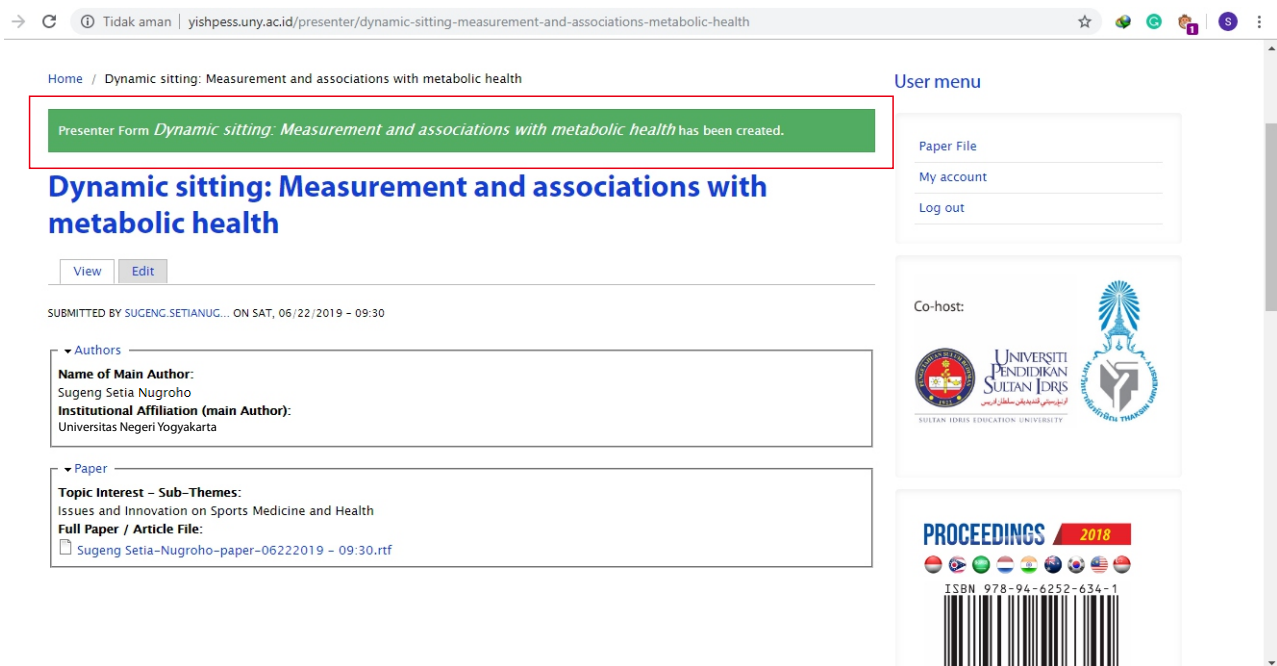 Tidak aman | yishpess.uny.ac.id/presenter/dynamic-sitting-measurement-and-associations-metabolic-health
1
S
Home / Dynamic sitting: Measurement and associations with metabolic health
Presenter Form Dynamic sitting: Measurement and associations with metabolic health has been created.
Dynamic sitting: Measurement and associations with
metabolic health
View Edit
SUBMITTED BY SUGENG.SETIANUG... ON SAT, 06/22/2019 – 09:30
Authors
Name of Main Author:
Sugeng Setia Nugroho
Institutional Affiliation (main Author):
Universitas Negeri Yogyakarta
Paper
Topic Interest – Sub-Themes:
Issues and Innovation on Sports Medicine and Health
Full Paper / Article File:
Sugeng Setia-Nugroho-paper-06222019 – 09:30.rtf
User menu
Paper File
My account
Log out
Co-host:
UNIVERSITI
PENDIDIKAN
SULTAN IDRIS
SULTAN IDRIS EDUCATION UNIVERSITY
THAKSIN UNIVERSITY
PROCEEDINGS 2018
ISBN 978-94-6252-634-1